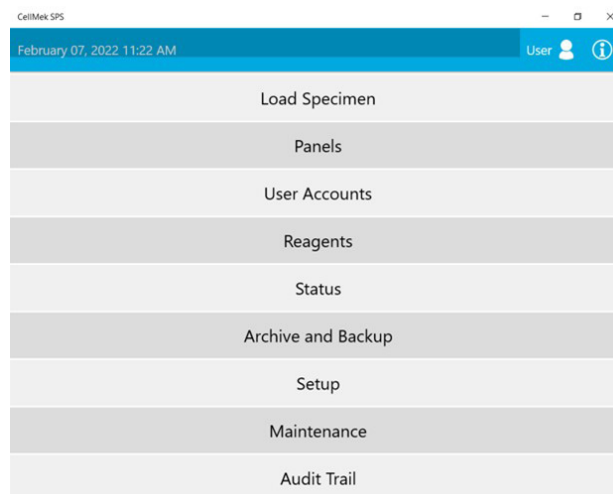 CellMek SPS
February 07, 2022 11:22 AM
User
Load Specimen
Panels
User Accounts
Reagents
Status
Archive and Backup
Setup
Maintenance
Audit Trail